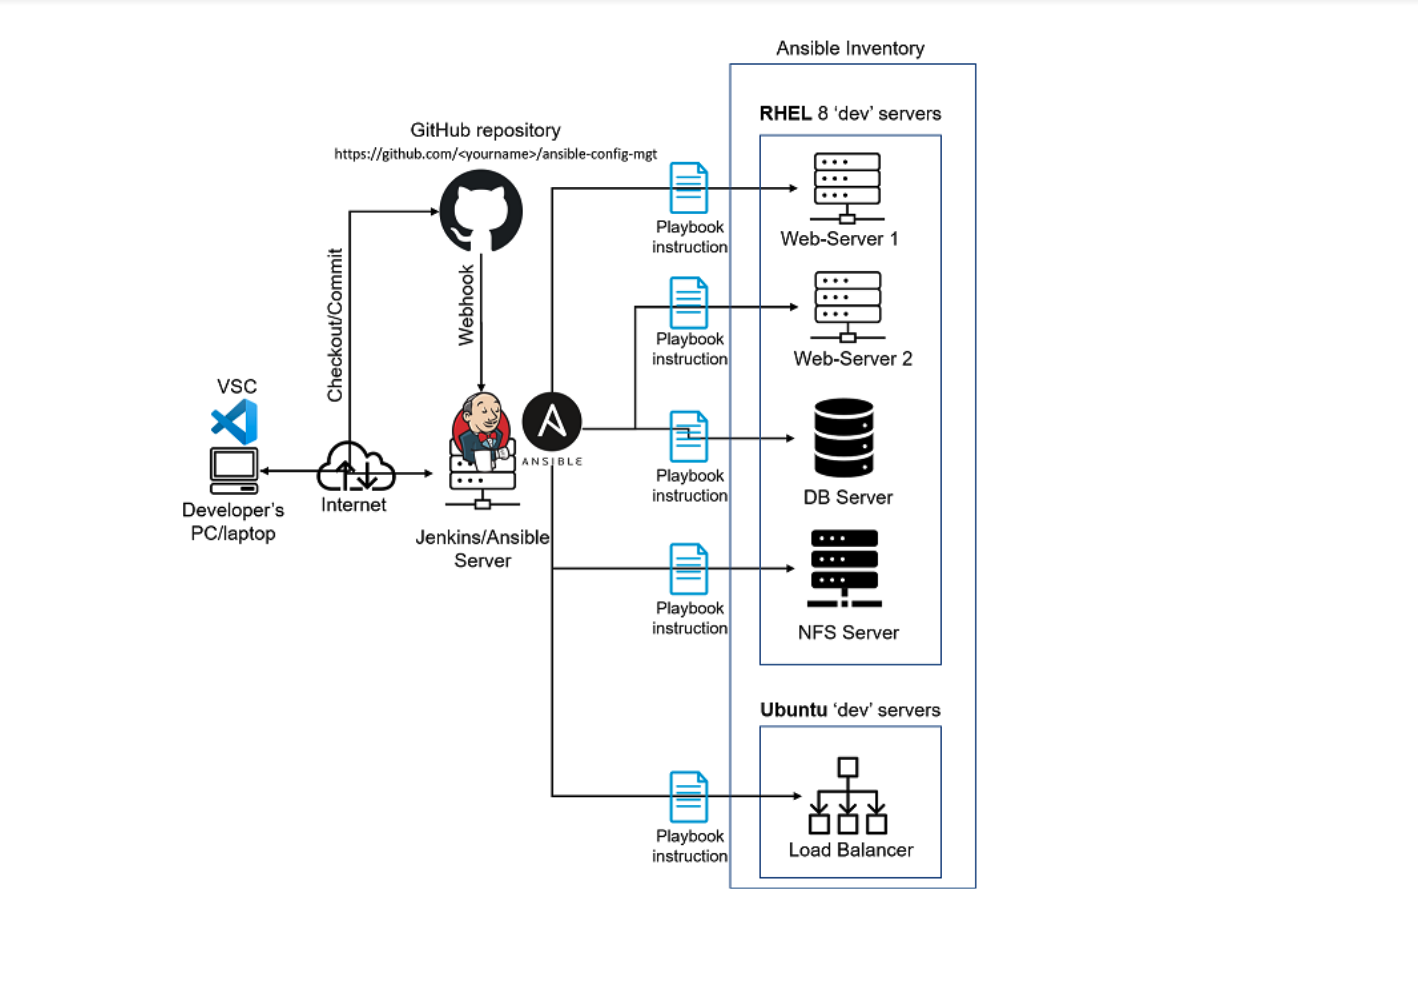 Ansible Inventory
RHEL 8 ‘dev’ servers
GitHub repository
https://github.com/<yourname>/ansible-config-mgt
Playbook
instruction
Web-Server 1
Checkout/Commit
Webhook
Playbook
instruction
Web-Server 2
VSC
ANSIBLE
Playbook
instruction
DB Server
Developer's
PC/laptop
Internet
Jenkins/Ansible
Server
Playbook
instruction
NFS Server
Ubuntu ‘dev’ servers
Playbook
instruction
Load Balancer